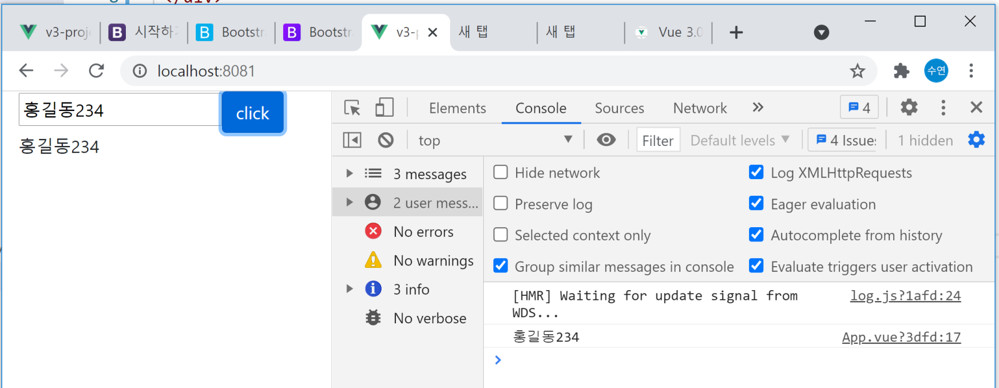 </div>
v3-proje
시작하기
Bootstr
Bootstr
v3-p
새 탭
새 탭
Vue 3.0
localhost:8081
수연
홍길동234
click
홍길동234
Elements
Console
Sources
Network
4
top
Filter
Default levels
4 Issues
1 hidden
3 messages
2 user mess...
No errors
No warnings
3 info
No verbose
Hide network
Log XMLHttpRequests
Preserve log
Eager evaluation
Selected context only
Autocomplete from history
Group similar messages in console
Evaluate triggers user activation
[HMR] Waiting for update signal from
log.js?1afd:24
WDS...
홍길동234
App.vue?3dfd:17